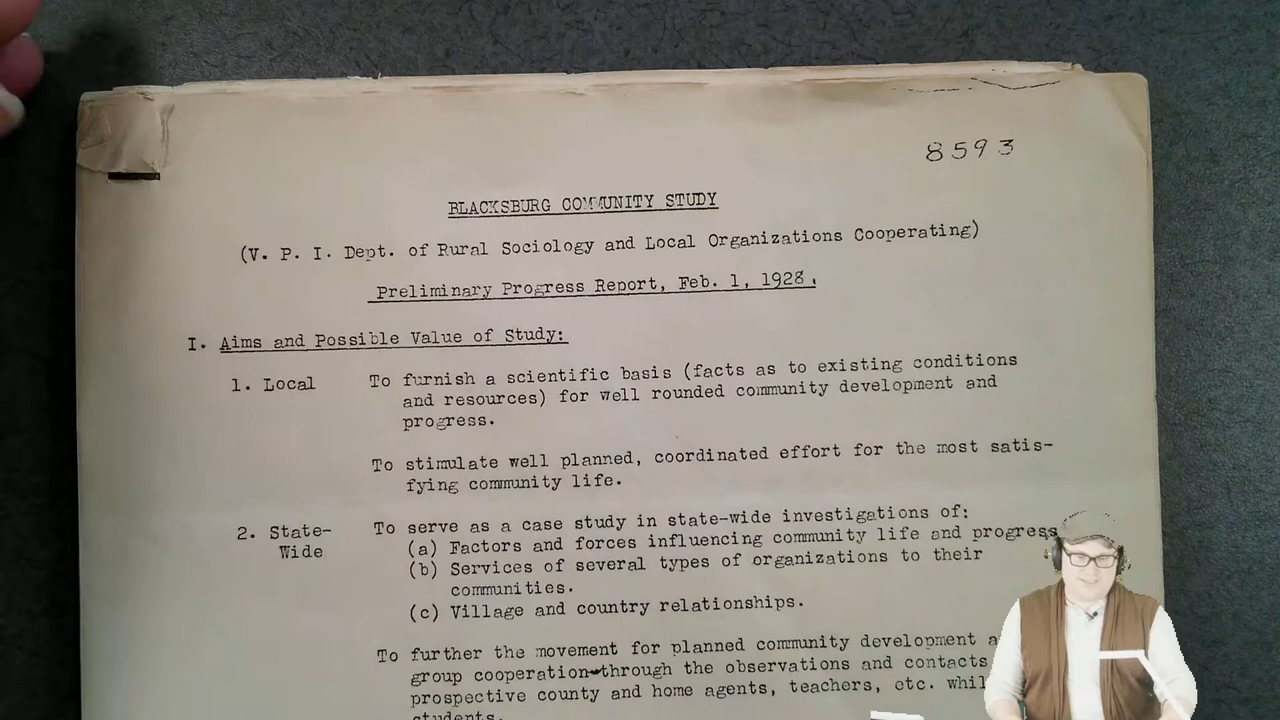 8593
BLACKSBURG COMMUNITY STUDY
(V. P. I. Dept. of Rural Sociology and Local Organizations Cooperating)
Preliminary Progress Report, Feb. 1, 1928.
I. Aims and Possible Value of Study:
1. Local To furnish a scientific basis (facts as to existing conditions
and resources) for well rounded community development and
progress.
To stimulate well planned, coordinated effort for the most satis-
fying community life.
2. State- To serve as a case study in state-wide investigations of:
Wide (a) Factors and forces influencing community life and progress
(b) Services of several types of organizations to their
communities.
(c) Village and country relationships.
To further the movement for planned community development
group cooperation through the observations and contacts
prospective county and home agents, teachers, etc.
students.